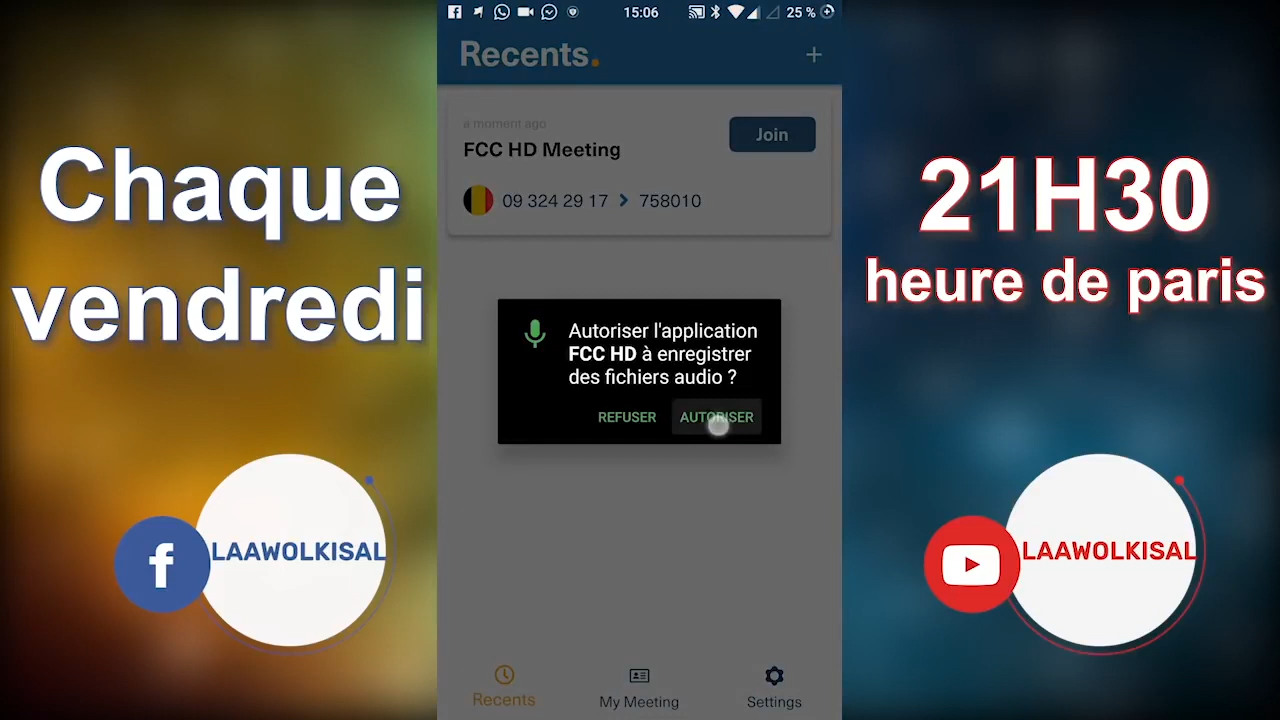 Chaque
vendredi
LAAWOLKISAL
15:06
25 %
Recents.
a moment ago
FCC HD Meeting
Join
09 324 29 17 > 758010
Autoriser l'application
FCC HD à enregistrer
des fichiers audio ?
REFUSER AUTORISER
Recents My Meeting Settings
21H30
heure de paris
LAAWOLKISAL